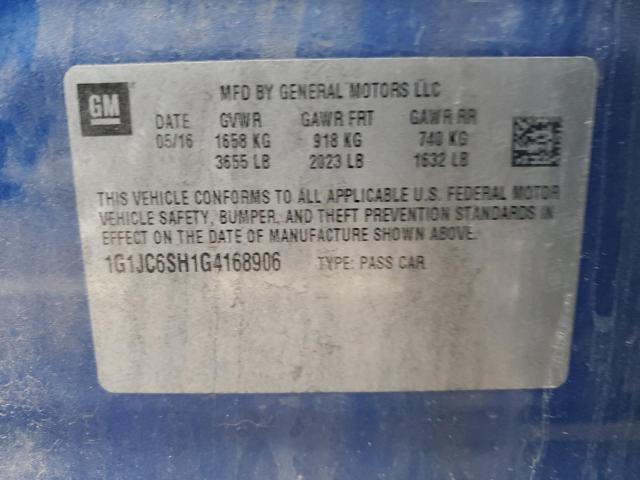 GM
MFD BY GENERAL MOTORS LLC
DATE GVWR GAWR FRT GAWR RR
05/16 1658 KG 918 KG 740 KG
3655 LB 2023 LB 1632 LB
THIS VEHICLE CONFORMS TO ALL APPLICABLE U.S. FEDERAL MOTOR
VEHICLE SAFETY, BUMPER, AND THEFT PREVENTION STANDARDS IN
EFFECT ON THE DATE OF MANUFACTURE SHOWN ABOVE.
1G1JC6SH1G4168906 TYPE: PASS CAR